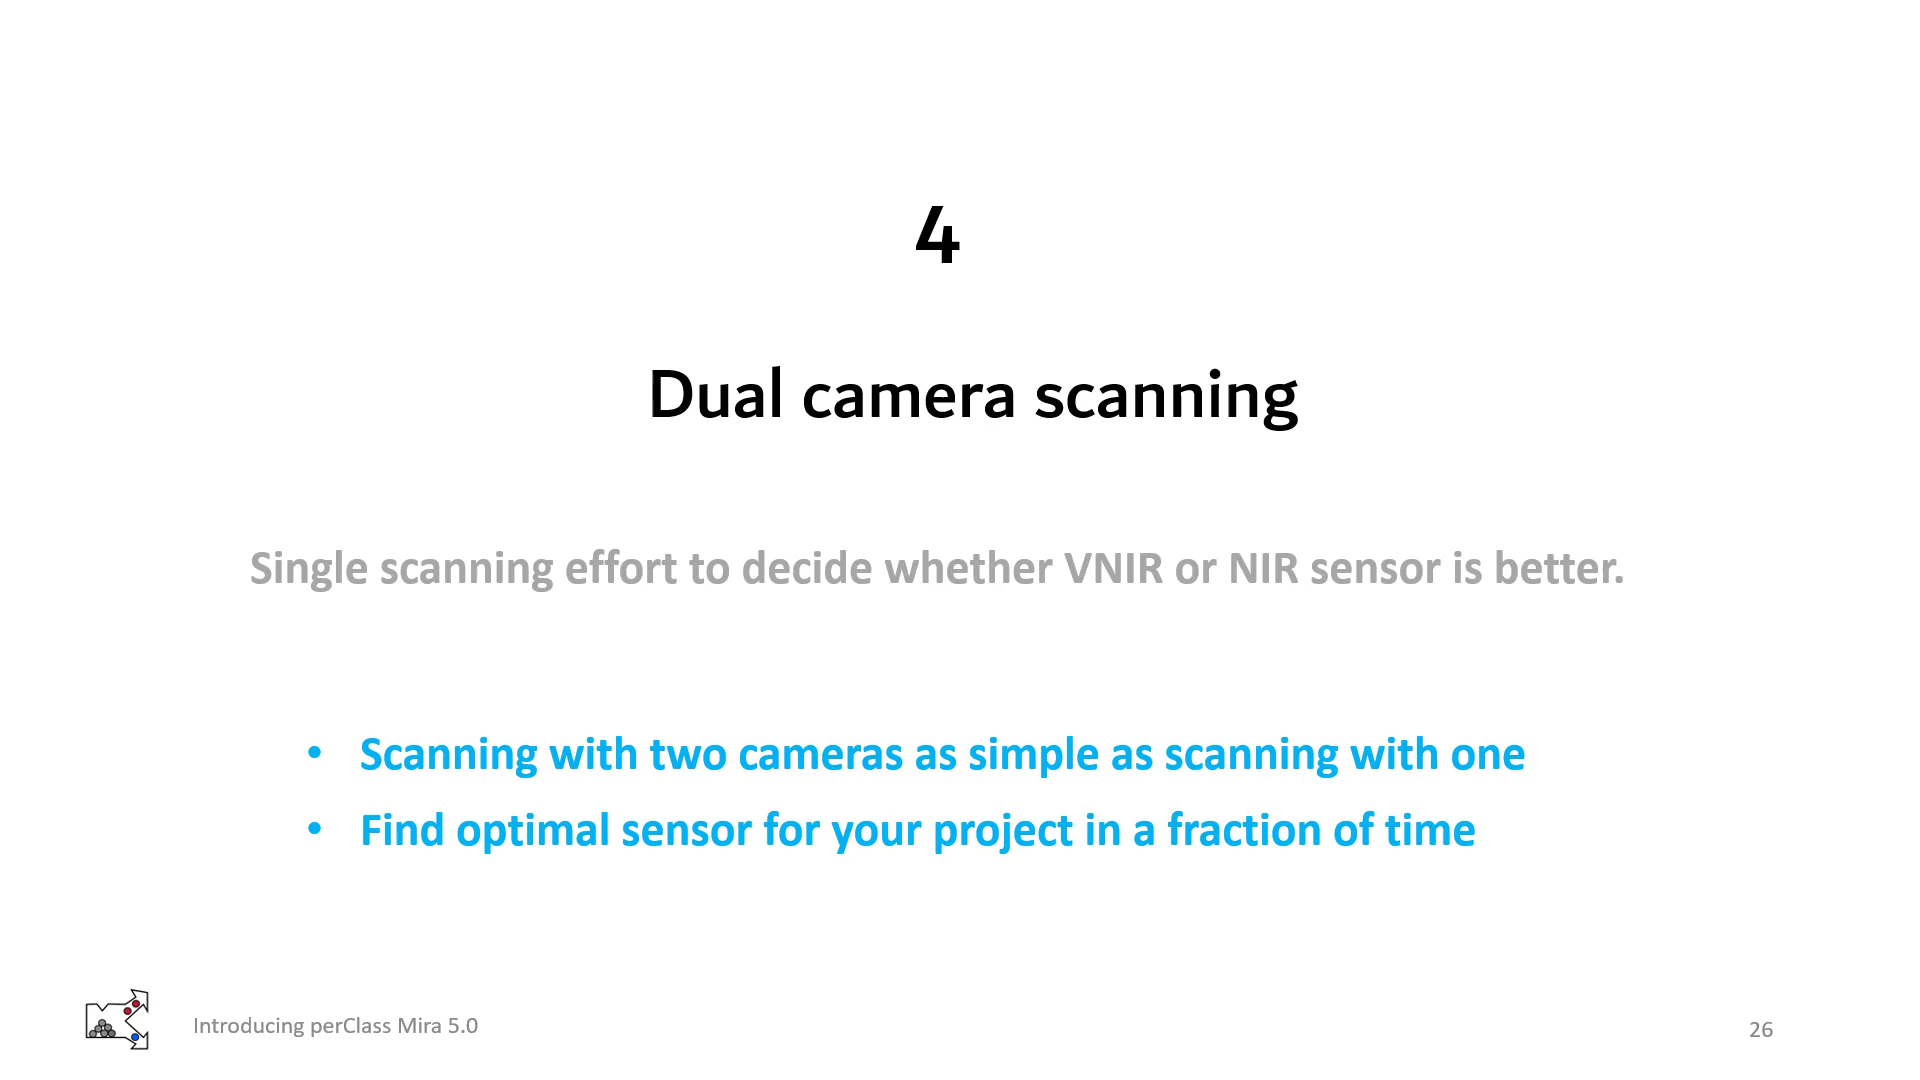 4
Dual camera scanning
Single scanning effort to decide whether VNIR or NIR sensor is better.
• Scanning with two cameras as simple as scanning with one
• Find optimal sensor for your project in a fraction of time
Introducing perClass Mira 5.0
26